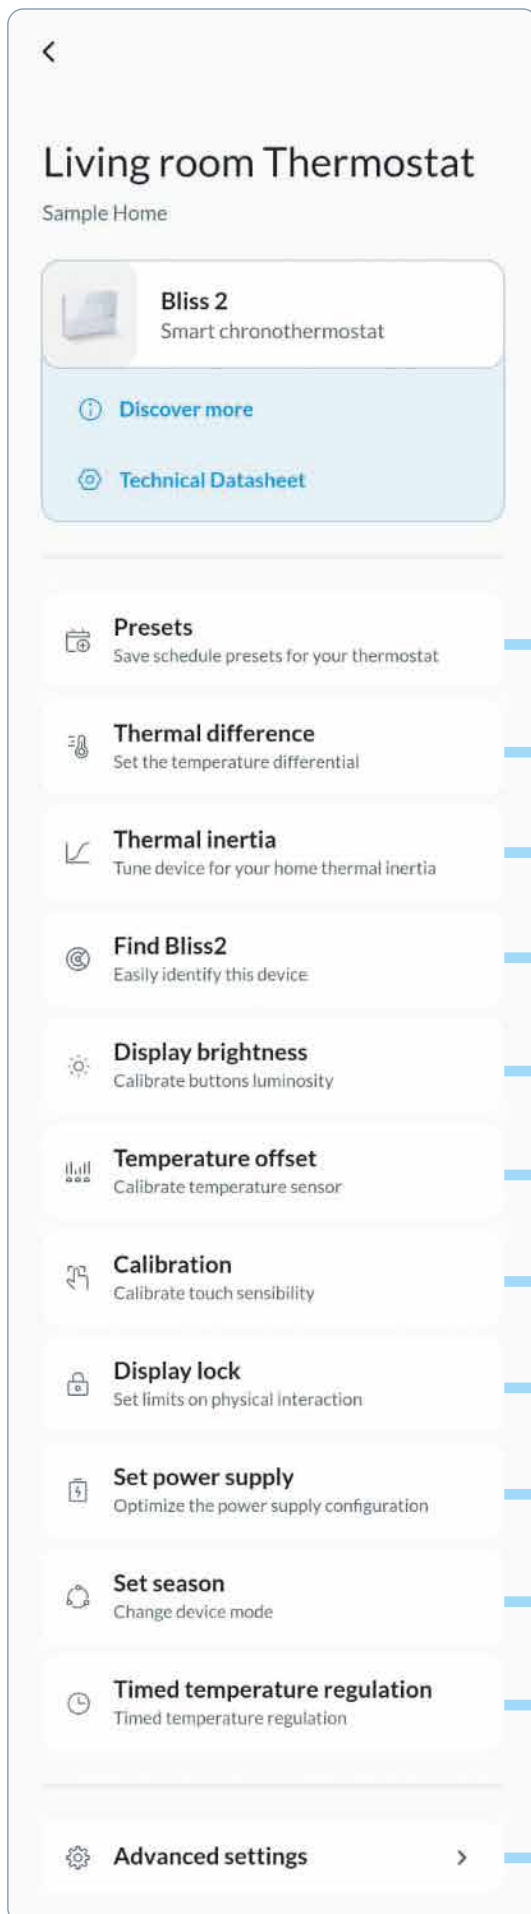 Living room Thermostat
Sample Home
Bliss 2
Smart chronothermostat
Discover more
Technical Datasheet
Presets
Save schedule presets for your thermostat
Thermal difference
Set the temperature differential
Thermal inertia
Tune device for your home thermal inertia
Find Bliss2
Easily identify this device
Display brightness
Calibrate buttons luminosity
Temperature offset
Calibrate temperature sensor
Calibration
Calibrate touch sensibility
Display lock
Set limits on physical interaction
Set power supply
Optimize the power supply configuration
Set season
Change device mode
Timed temperature regulation
Timed temperature regulation
Advanced settings